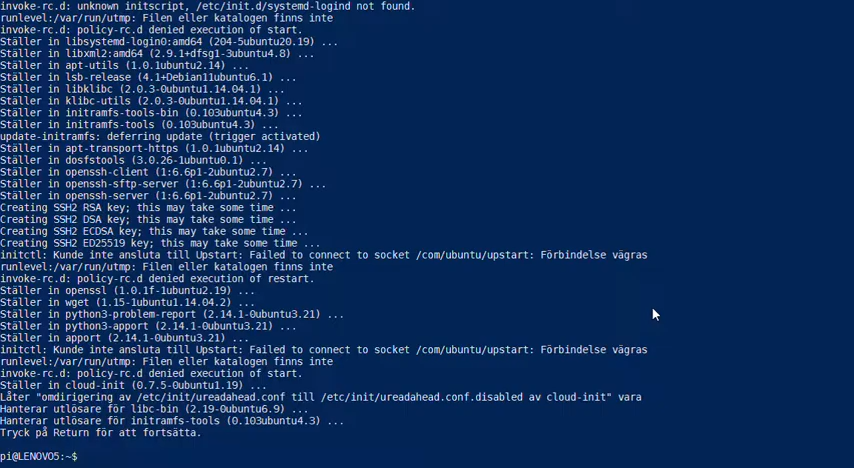 invoke-rc.d: unknown initscript, /etc/init.d/systemd-logind not found.
runlevel:/var/run/utmp: Filen eller katalogen finns inte
invoke-rc.d: policy-rc.d denied execution of start.
Ställer in libsystemd-login0:amd64 (204-5ubuntu20.19) ...
Ställer in libxml2:amd64 (2.9.1+dfsg1-3ubuntu4.8) ...
Ställer in apt-utils (1.0.1ubuntu2.14) ...
Ställer in lsb-release (4.1+Debian11ubuntu6.1) ...
Ställer in libklibc (2.0.3-0ubuntu1.14.04.1) ...
Ställer in klibc-utils (2.0.3-0ubuntu1.14.04.1) ...
Ställer in initramfs-tools-bin (0.103ubuntu4.3) ...
Ställer in initramfs-tools (0.103ubuntu4.3) ...
update-initramfs: deferring update (trigger activated)
Ställer in apt-transport-https (1.0.1ubuntu2.14) ...
Ställer in dosfstools (3.0.26-1ubuntu0.1) ...
Ställer in openssh-client (1:6.6p1-2ubuntu2.7) ...
Ställer in openssh-sftp-server (1:6.6p1-2ubuntu2.7) ...
Ställer in openssh-server (1:6.6p1-2ubuntu2.7) ...
Creating SSH2 RSA key; this may take some time ...
Creating SSH2 DSA key; this may take some time ...
Creating SSH2 ECDSA key; this may take some time ...
Creating SSH2 ED25519 key; this may take some time ...
initctl: Kunde inte ansluta till Upstart: Failed to connect to socket /com/ubuntu/upstart: Förbindelse vägras
runlevel:/var/run/utmp: Filen eller katalogen finns inte
invoke-rc.d: policy-rc.d denied execution of restart.
Ställer in openssl (1.0.1f-1ubuntu2.19) ...
Ställer in wget (1.15-1ubuntu1.14.04.2) ...
Ställer in python3-problem-report (2.14.1-0ubuntu3.21) ...
Ställer in python3-apport (2.14.1-0ubuntu3.21) ...
Ställer in apport (2.14.1-0ubuntu3.21) ...
initctl: Kunde inte ansluta till Upstart: Failed to connect to socket /com/ubuntu/upstart: Förbindelse vägras
runlevel:/var/run/utmp: Filen eller katalogen finns inte
invoke-rc.d: policy-rc.d denied execution of start.
Ställer in cloud-init (0.7.5-0ubuntu1.19) ...
Låter "omdirigering av /etc/init/ureadahead.conf till /etc/init/ureadahead.conf.disabled av cloud-init" vara
Hanterar utlösare för libc-bin (2.19-0ubuntu6.9) ...
Hanterar utlösare för initramfs-tools (0.103ubuntu4.3) ...
Tryck på Return för att fortsätta.
pi@LENOVO5:~$